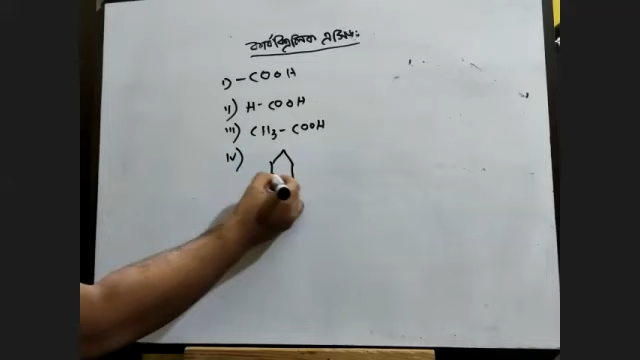 কার্বক্সিলিক এসিড:
i) - COOH
ii) H - COOH
iii) CH3 - COOH
iv)